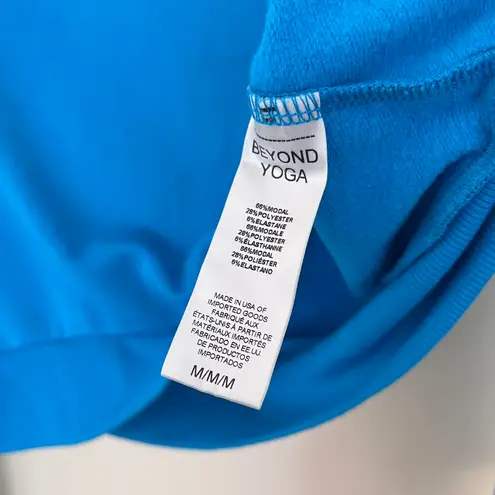 BEYOND
YOGA
66%MODAL
28%POLYESTER
6%ELASTANE
66%MODALE
28%POLYESTER
6%ÉLASTHANNE
66%MODAL
28%POLIÉSTER
6%ELASTANO
MADE IN USA OF
IMPORTED GOODS
FABRIQUÉ AUX
ÉTATS-UNIS À PARTIR DE
MATÉRIAUX IMPORTÉS
FABRICADO EN EE.UU.
DE PRODUCTOS
IMPORTADOS
M/M/M